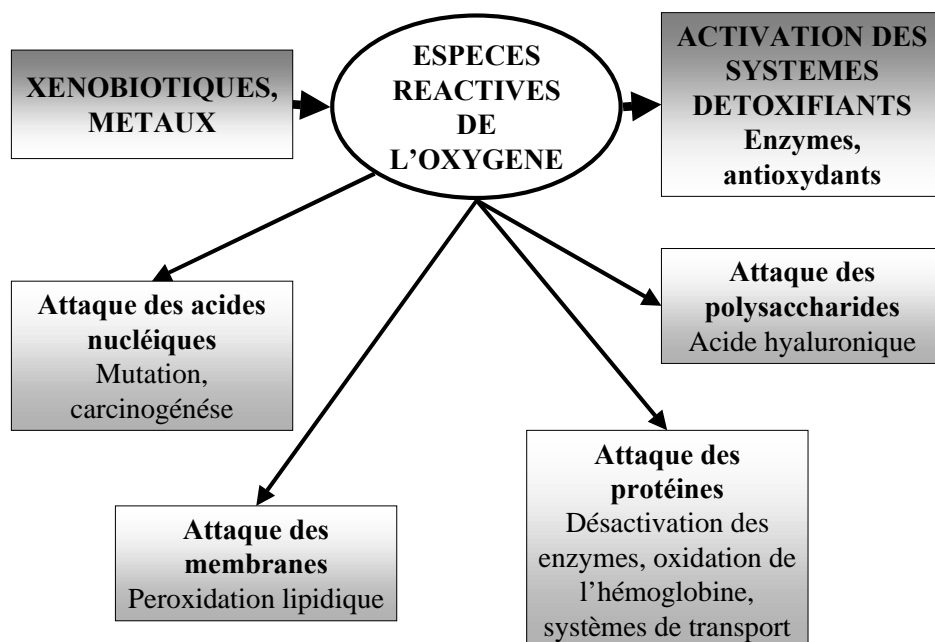 XENOBIOTIQUES,
METAUX
ESPECES
REACTIVES
DE
L’OXYGENE
ACTIVATION DES
SYSTEMES
DETOXIFIANTS
Enzymes,
antioxydants
Attaque des acides
nucléiques
Mutation,
carcinogénése
Attaque des
membranes
Peroxidation lipidique
Attaque des
protéines
Désactivation des
enzymes, oxidation de
l’hémoglobine,
systèmes de transport
Attaque des
polysaccharides
Acide hyaluronique